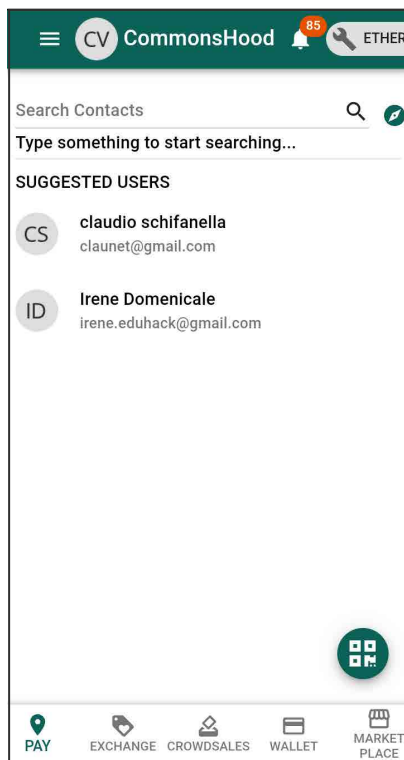 CV CommonsHood 85 ETHER
Search Contacts
Type something to start searching...
SUGGESTED USERS
CS claudio schifanella
claunet@gmail.com
ID Irene Domenicale
irene.eduhack@gmail.com
PAY EXCHANGE CROWDSALES WALLET MARKET
PLACE